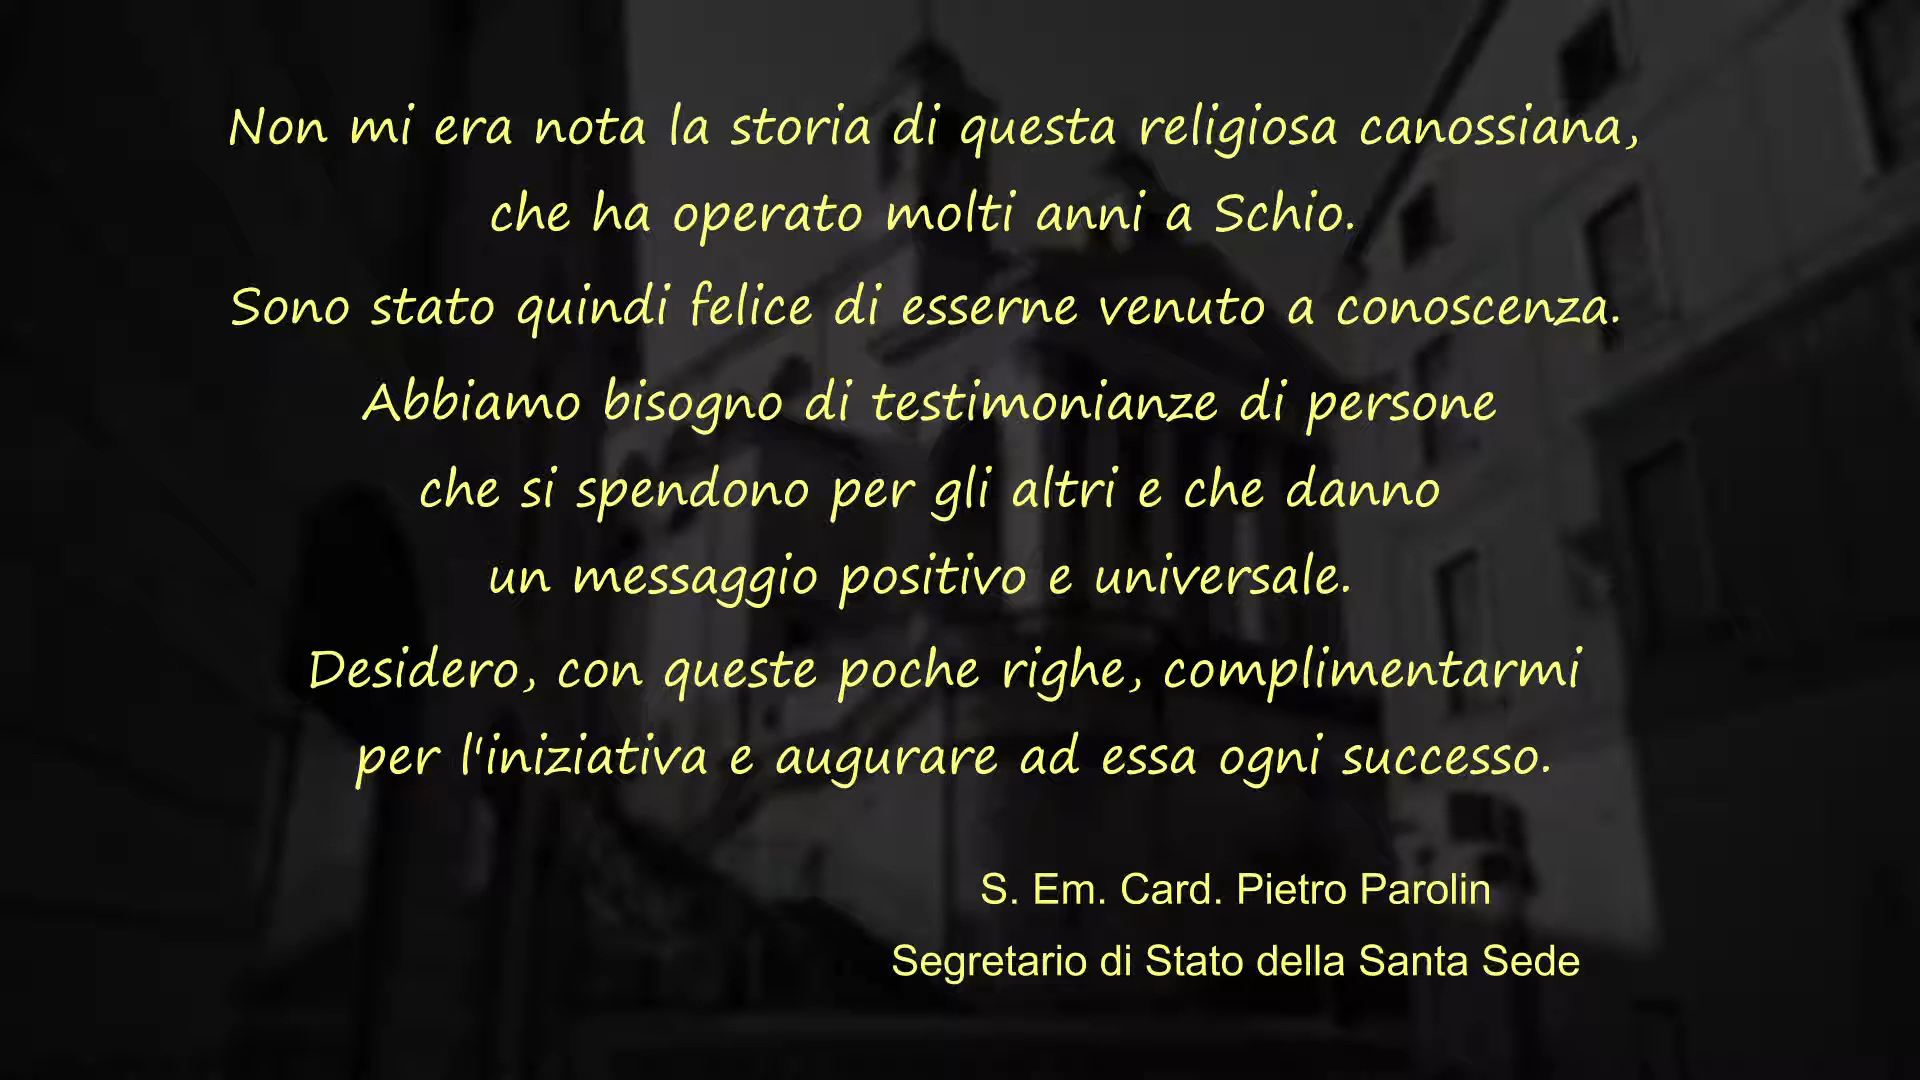 Non mi era nota la storia di questa religiosa canossiana,
che ha operato molti anni a Schio.
Sono stato quindi felice di esserne venuto a conoscenza.
Abbiamo bisogno di testimonianze di persone
che si spendono per gli altri e che danno
un messaggio positivo e universale.
Desidero, con queste poche righe, complimentarmi
per l'iniziativa e augurare ad essa ogni successo.
S. Em. Card. Pietro Parolin
Segretario di Stato della Santa Sede